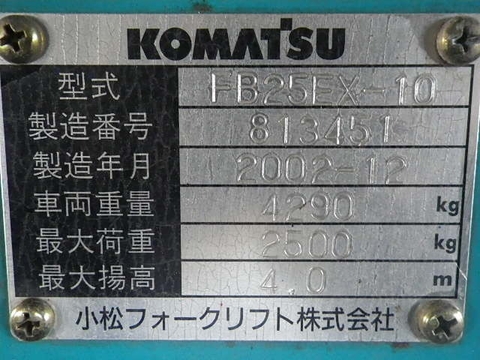 KOMATSU
型式 FB25EX-10
製造番号 813451
製造年月 2002-12
車両重量 4290 kg
最大荷重 2500 kg
最大揚高 4.0 m
小松フォークリフト株式会社